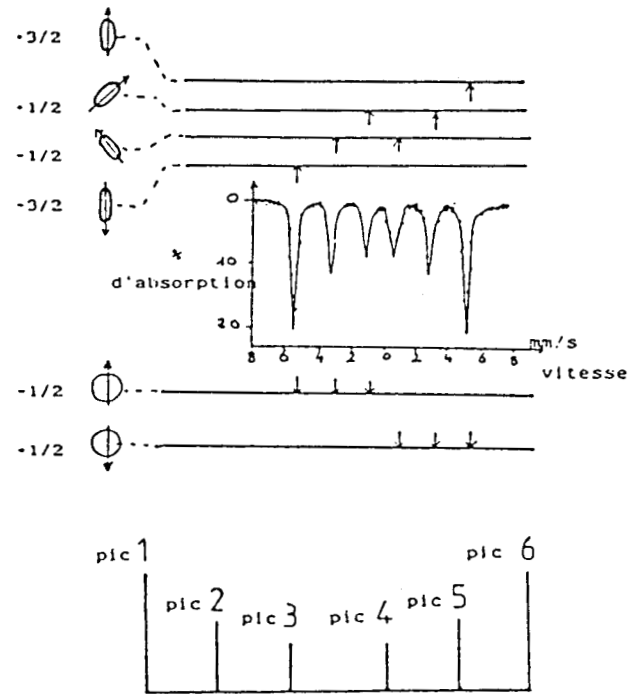 +3/2
+1/2
-1/2
-3/2
0
%
10
d'absorption
20
mm/s
8 6 4 2 0 2 4 6 8
vitesse
-1/2
+1/2
pic 1
pic 6
pic 2
pic 3
pic 4
pic 5